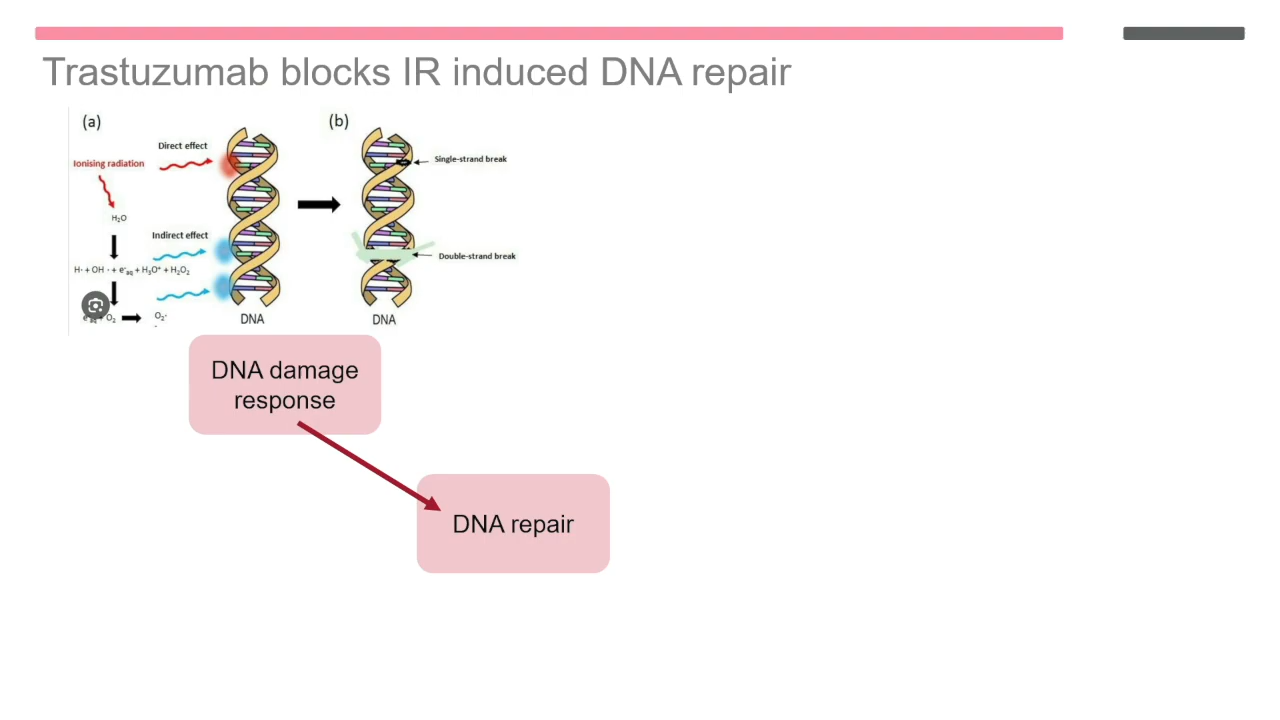 Trastuzumab blocks IR induced DNA repair
(a)
(b)
Direct effect
Ionising radiation
Single-strand break
H₂O
Indirect effect
Double-strand break
H· + OH · + e⁻aq + H₃O⁺ + H₂O₂
+ O₂
O₂·
DNA
DNA
DNA damage
response
DNA repair